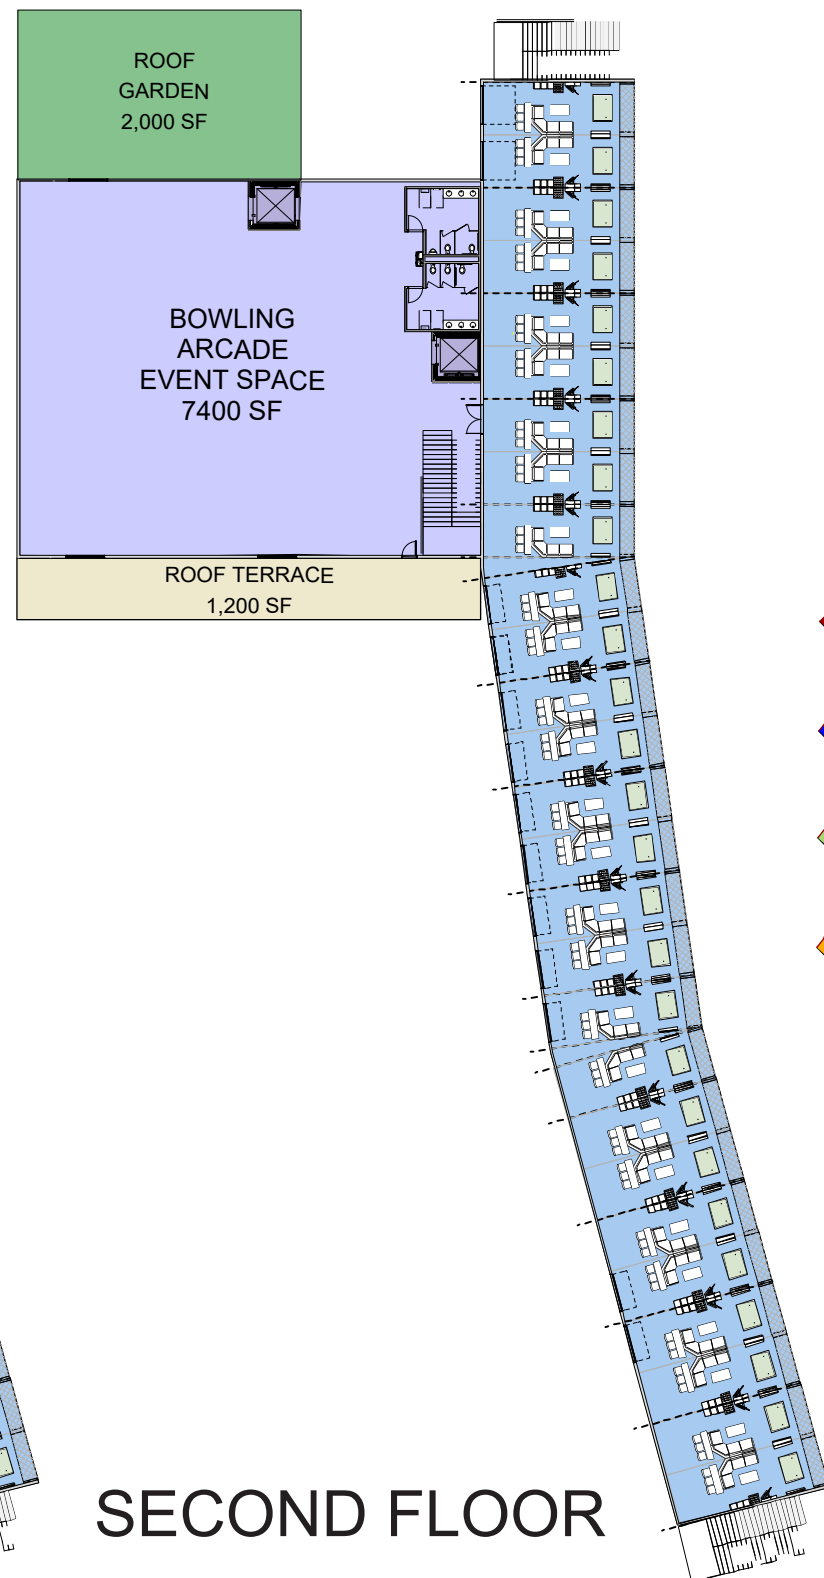 ROOF
GARDEN
2,000 SF
BOWLING
ARCADE
EVENT SPACE
7400 SF
ROOF TERRACE
1,200 SF
SECOND FLOOR